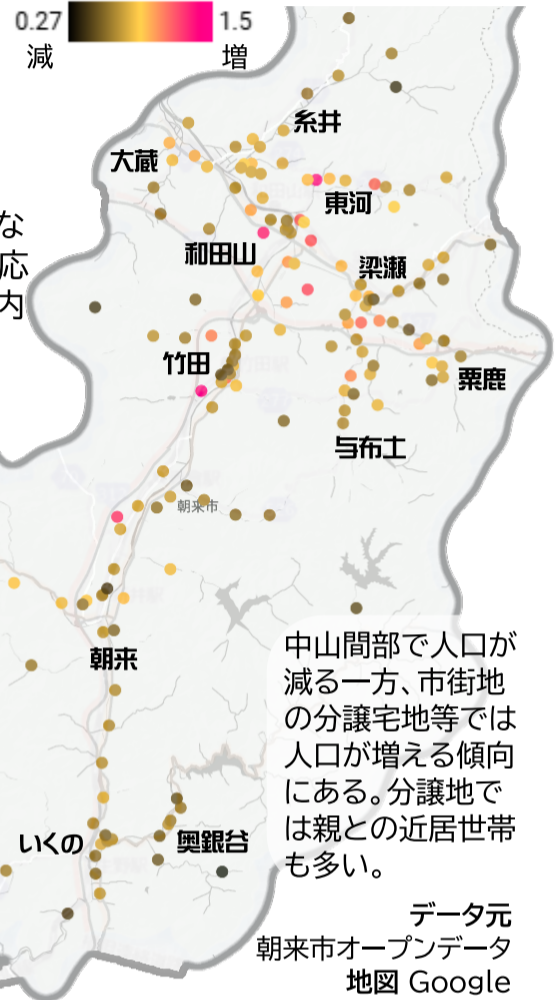 0.27
1.5
減
増
糸井
大蔵
東河
な
応
内
和田山
梁瀬
竹田
粟鹿
与布土
朝来市
朝来
中山間部で人口が
減る一方、市街地
の分譲宅地等では
人口が増える傾向
にある。分譲地で
は親との近居世帯
も多い。
いくの
奥銀谷
データ元
朝来市オープンデータ
地図 Google